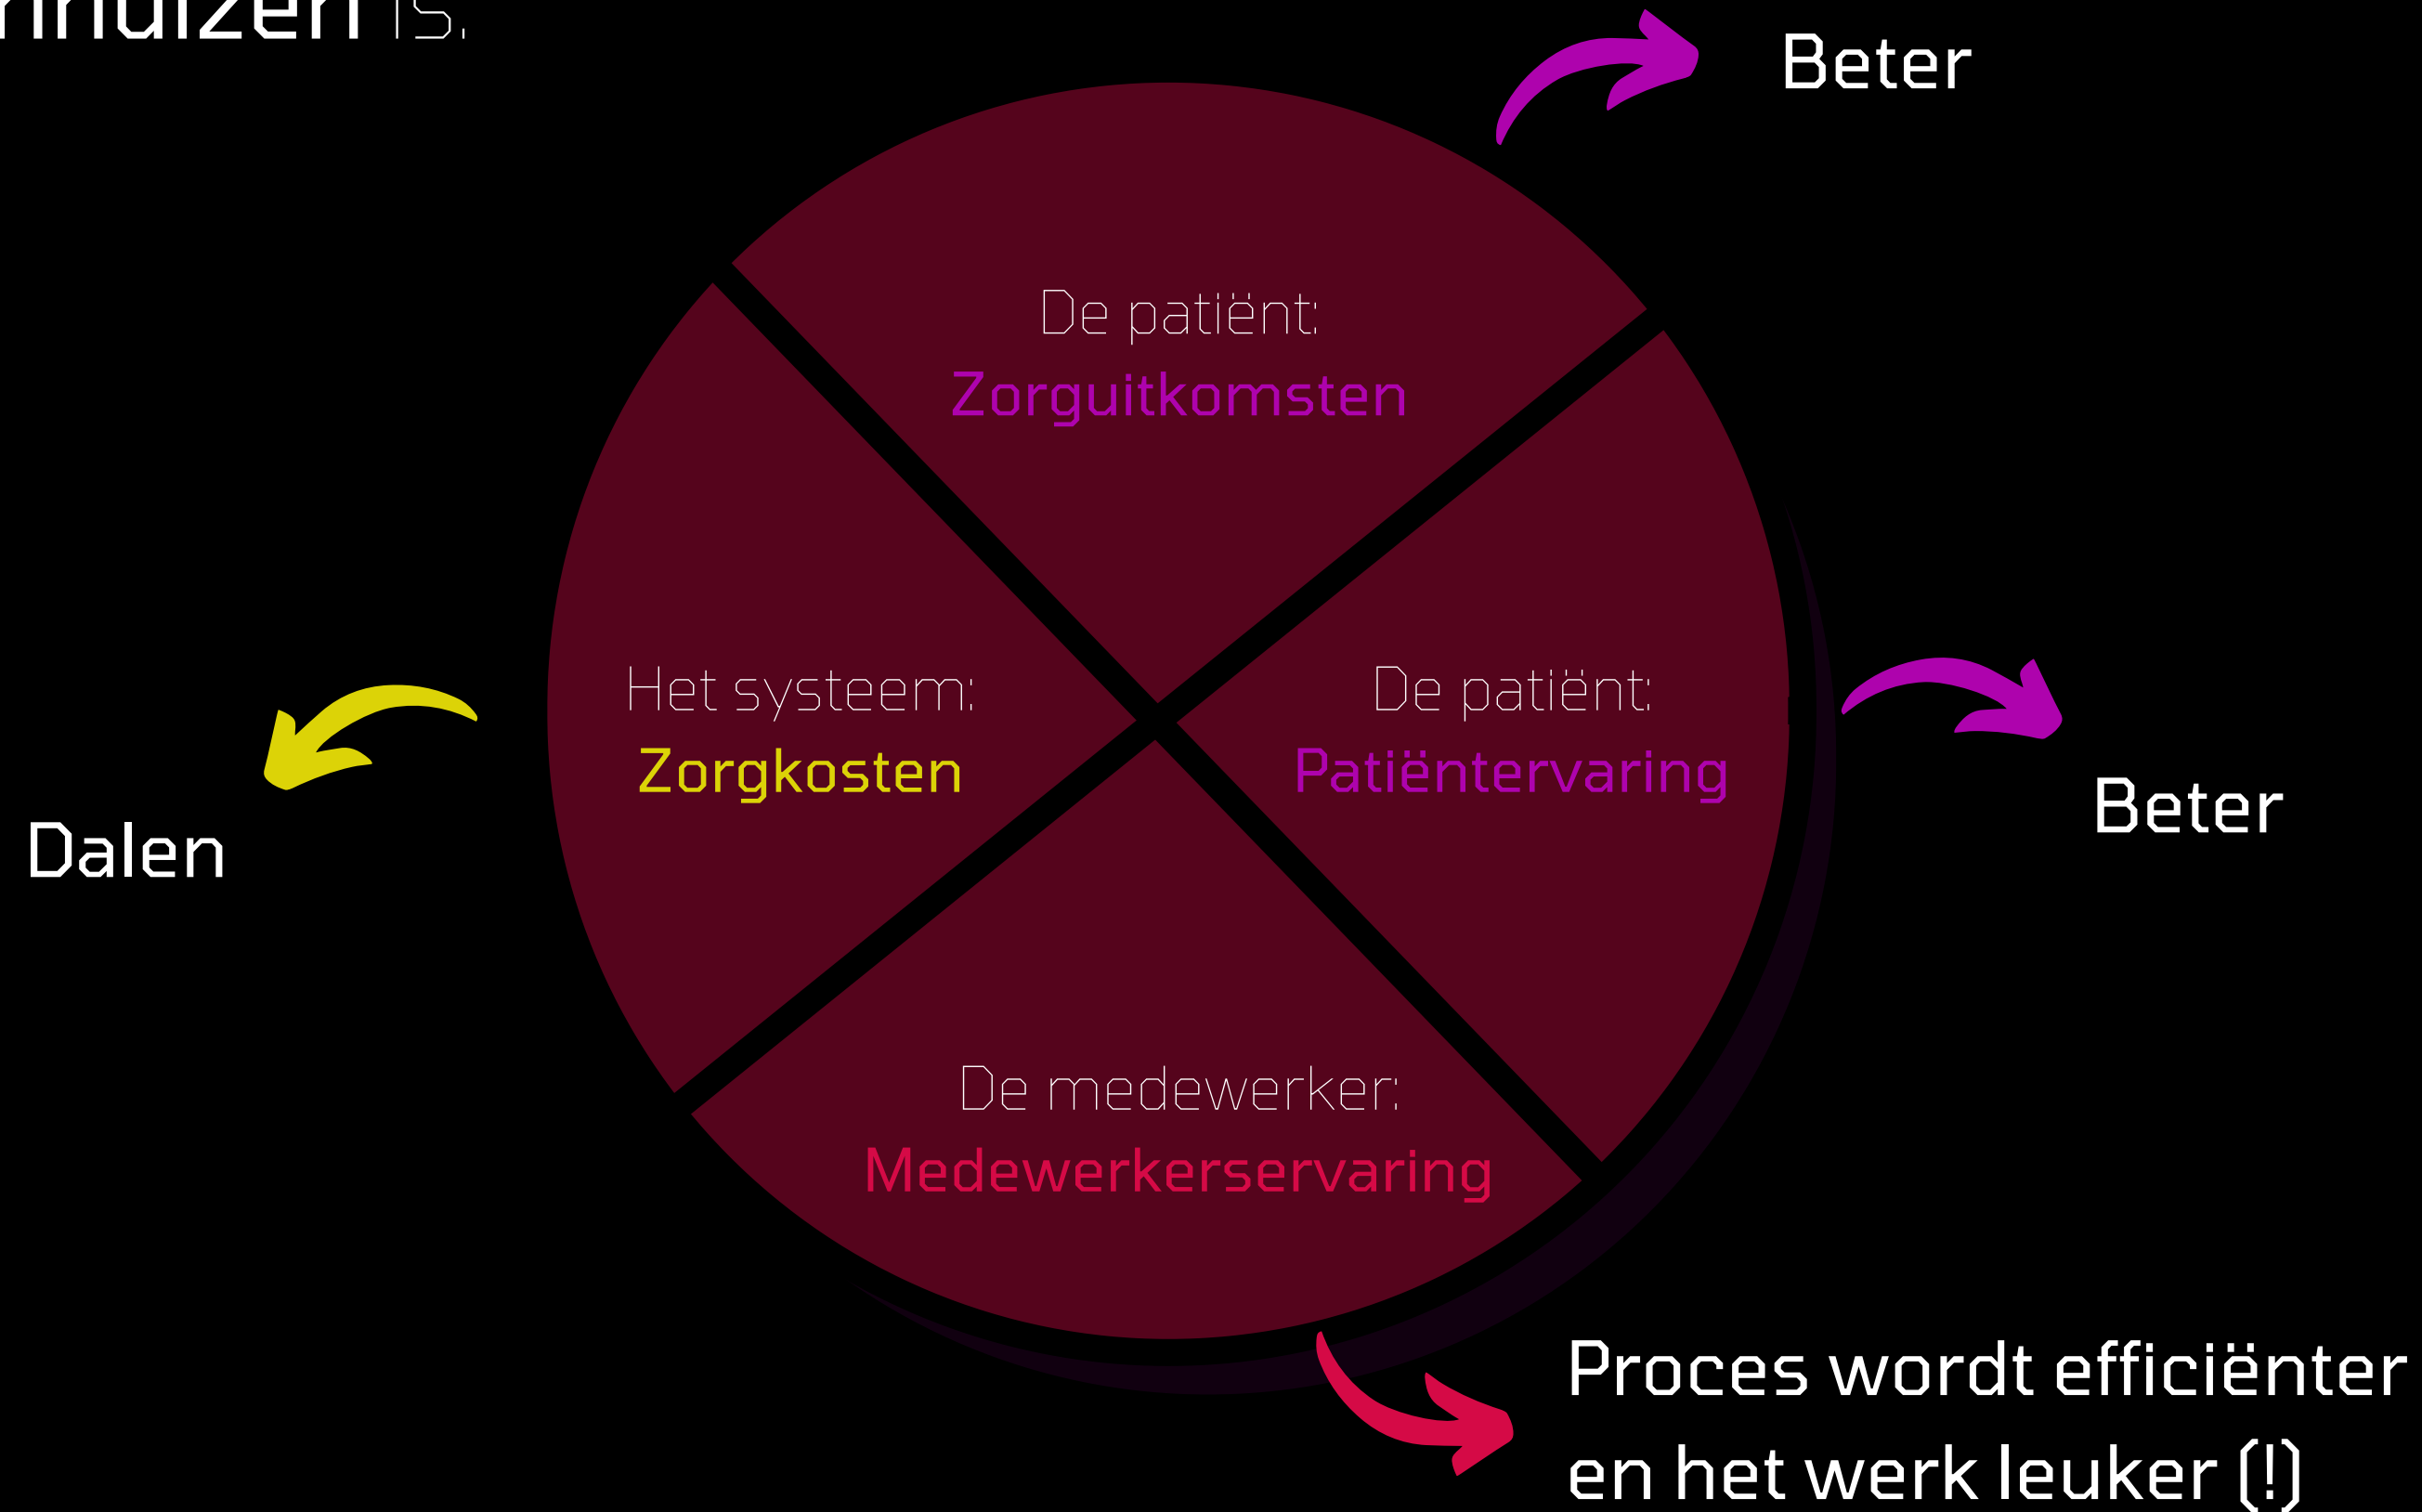 is.
Beter
De patiënt:
Zorguitkomsten
Het systeem:
Zorgkosten
De patiënt:
Patiëntervaring
Dalen
Beter
De medewerker:
Medewerkerservaring
Proces wordt efficiënter
en het werk leuker (!)